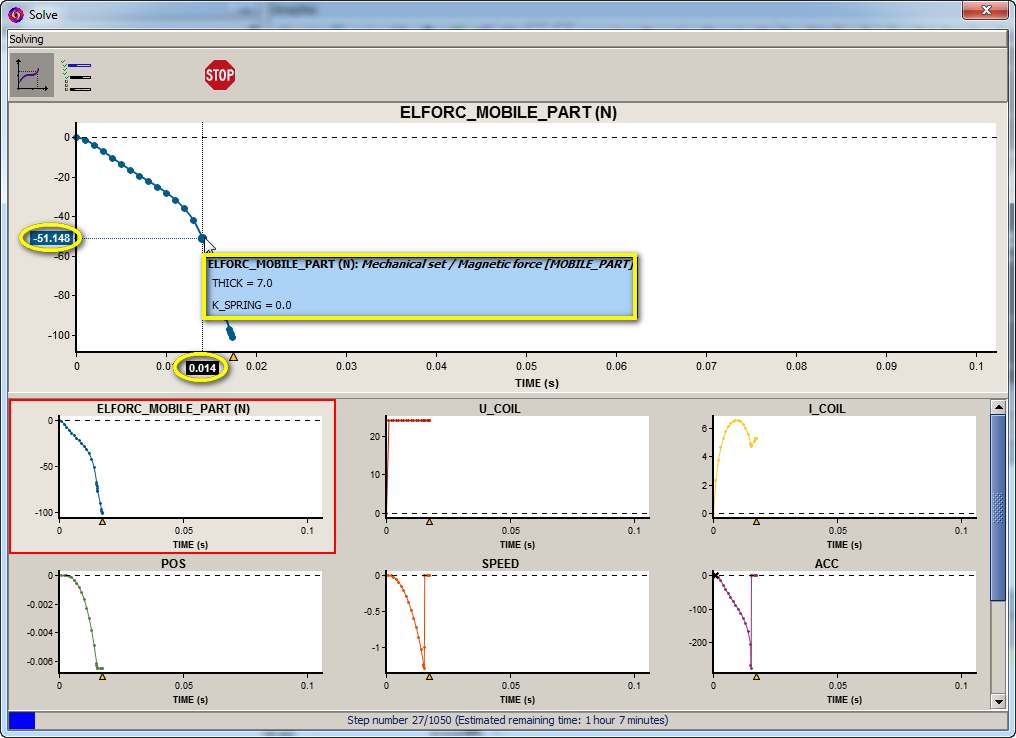 Solve
Solving
STOP
ELFORC_MOBILE_PART (N)
0
-20
-40
-51.148
-60
-80
-100
ELFORC_MOBILE_PART (N): Mechanical set / Magnetic force [MOBILE_PART]
THICK = 7.0
K_SPRING = 0.0
0 0.014 0.02 0.03 0.04 0.05 0.06 0.07 0.08 0.09 0.1
TIME (s)
ELFORC_MOBILE_PART (N)
0
-50
-100
0 0.05 0.1
TIME (s)
U_COIL
20
10
0
0 0.05 0.1
TIME (s)
I_COIL
6
4
2
0
0 0.05 0.1
TIME (s)
POS
0
-0.002
-0.004
-0.006
0 0.05 0.1
TIME (s)
SPEED
0
-0.5
-1
0 0.05 0.1
TIME (s)
ACC
0
-100
-200
0 0.05 0.1
TIME (s)
Step number 27/1050 (Estimated remaining time: 1 hour 7 minutes)